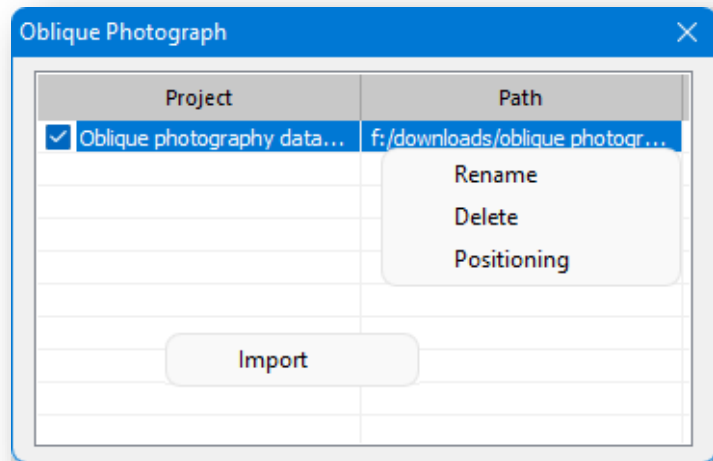 Oblique Photograph
Project Path
Oblique photography data... f:/downloads/oblique photogr...
Rename
Delete
Positioning
Import